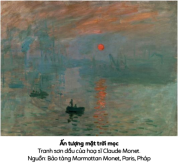 Ấn tượng mặt trời mọc
Tranh sơn dầu của hoạ sĩ Claude Monet
Nguồn: Bảo tàng Marmottan Monet, Paris, Pháp